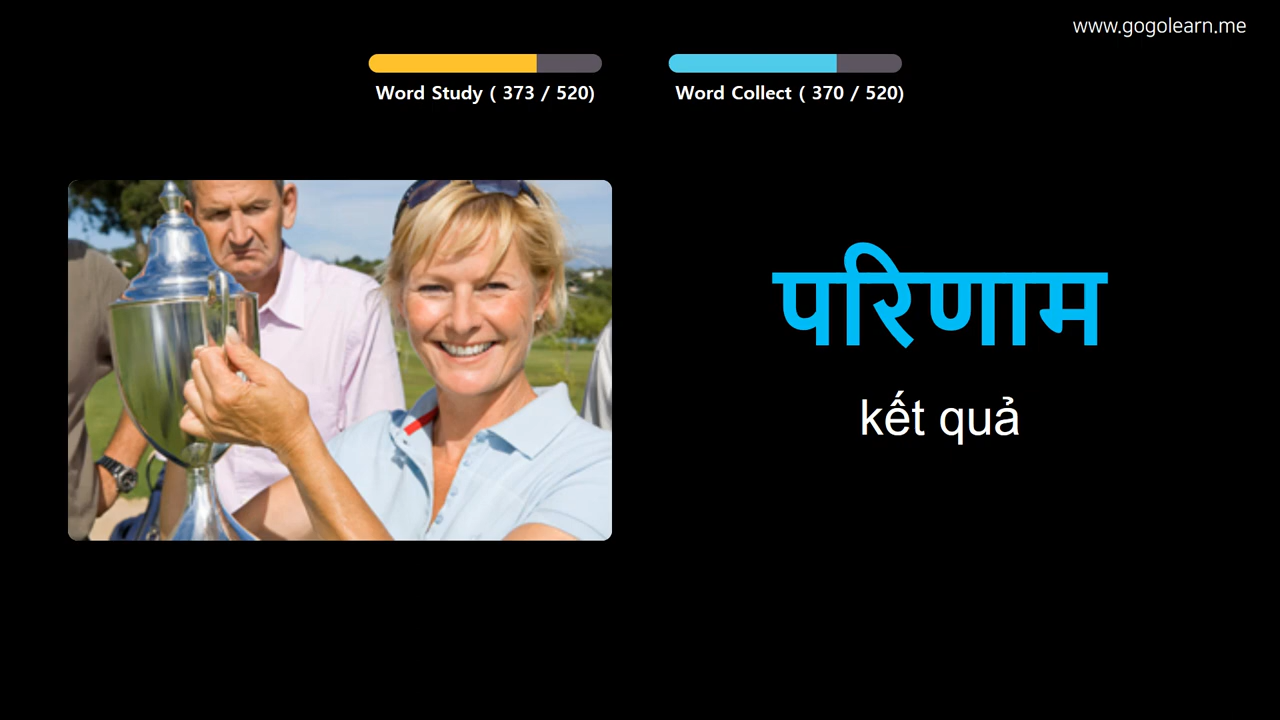 www.gogolearn.me
Word Study ( 373 / 520)
Word Collect ( 370 / 520)
परिणाम
kết quả